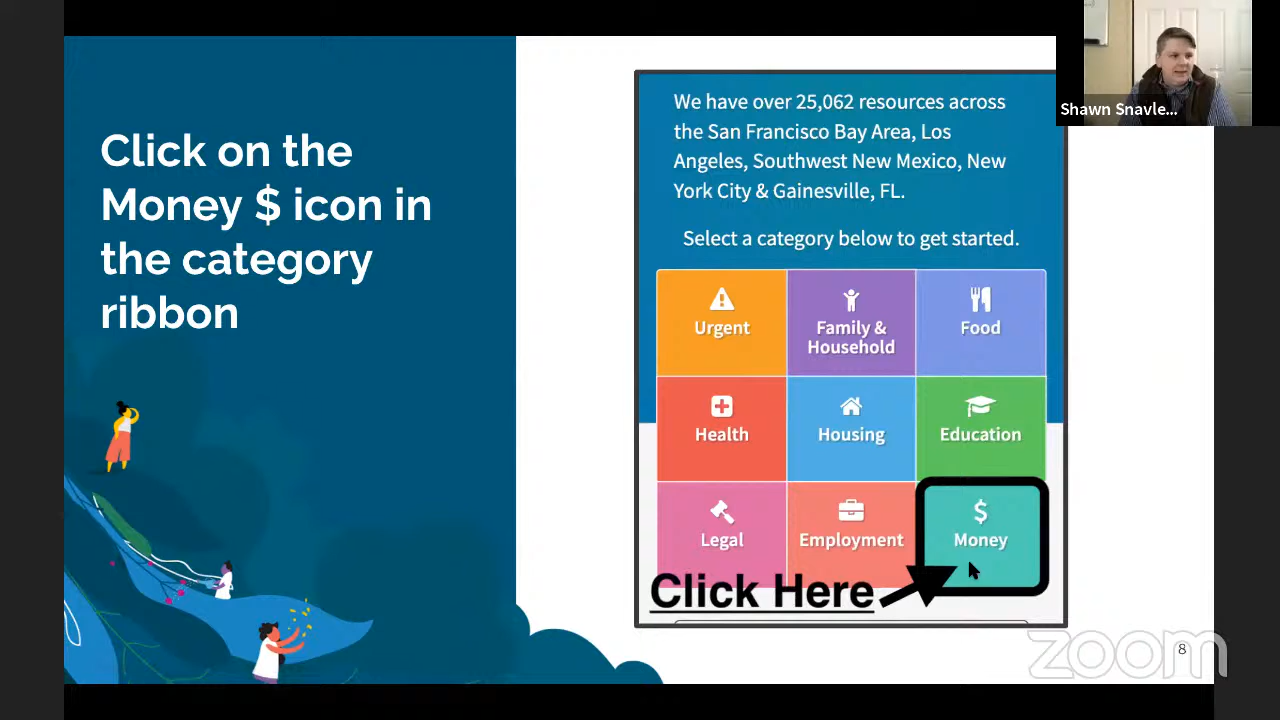 Click on the
Money $ icon in
the category
ribbon
We have over 25,062 resources across
the San Francisco Bay Area, Los
Angeles, Southwest New Mexico, New
York City & Gainesville, FL.
Select a category below to get started.
Urgent
Family &
Household
Food
Health
Housing
Education
Legal
Employment
$
Money
Click Here
Shawn Snavle...
8
zoom